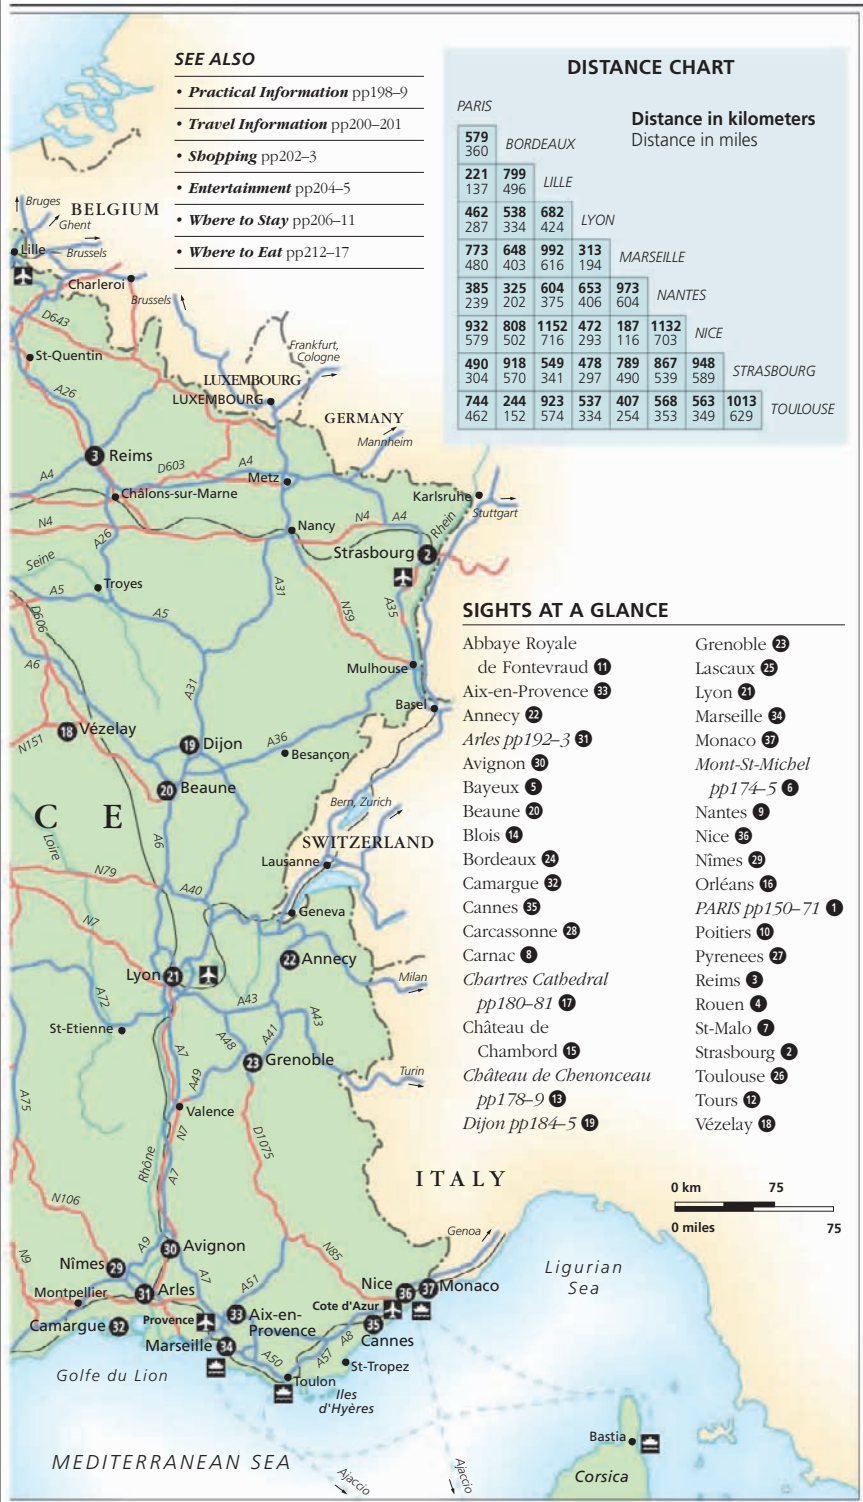 SEE ALSO
• Practical Information pp198–9
• Travel Information pp200–201
• Shopping pp202–3
• Entertainment pp204–5
• Where to Stay pp206–11
• Where to Eat pp212–17
DISTANCE CHART
PARIS
Distance in kilometers
Distance in miles
579
360
BORDEAUX
221 799
137 496
LILLE
462 538 682
287 334 424
LYON
773 648 992 313
480 403 616 194
MARSEILLE
385 325 604 653 973
239 202 375 406 604
NANTES
932 808 1152 472 187 1132
579 502 716 293 116 703
NICE
490 918 549 478 789 867 948
304 570 341 297 490 539 589
STRASBOURG
744 244 923 537 407 568 563 1013
462 152 574 334 254 353 349 629
TOULOUSE
Bruges
BELGIUM
Ghent
Lille
Brussels
Charleroi
Brussels
D643
St-Quentin
Frankfurt,
Cologne
A26
LUXEMBOURG
LUXEMBOURG
GERMANY
Mannheim
3 Reims
A4
D603
A4
Metz
Châlons-sur-Marne
Karlsruhe
Stuttgart
N4
A26
Nancy
N4
A4
Rhein
Strasbourg 2
Seine
Troyes
A5
A5
D606
A31
N59
A35
A6
Mulhouse
A31
Basel
18 Vézelay
N151
19 Dijon
A36
Besançon
20 Beaune
C E
Bern, Zurich
Loire
A6
SWITZERLAND
Lausanne
N79
A40
Geneva
N7
22 Annecy
Lyon 21
Milan
A72
A43
A43
St-Etienne
A48
A41
A7
23 Grenoble
A49
Turin
A75
Valence
N7
D1075
Rhône
A7
ITALY
N106
Genoa
N9
A9
30 Avignon
N85
Nîmes 29
A7
A51
Montpellier
31 Arles
Nice 36
37 Monaco
Ligurian
Sea
Camargue 32
Provence
33 Aix-en-
Provence
Cote d'Azur
35
Cannes
Marseille 34
A8
A50
A57
St-Tropez
Golfe du Lion
Toulon
Iles
d'Hyères
MEDITERRANEAN SEA
Ajaccio
Ajaccio
Bastia
Corsica
SIGHTS AT A GLANCE
Abbaye Royale
de Fontevraud 11
Aix-en-Provence 33
Annecy 22
Arles pp192–3 31
Avignon 30
Bayeux 5
Beaune 20
Blois 14
Bordeaux 24
Camargue 32
Cannes 35
Carcassonne 28
Carnac 8
Chartres Cathedral
pp180–81 17
Château de
Chambord 15
Château de Chenonceau
pp178–9 13
Dijon pp184–5 19
Grenoble 23
Lascaux 25
Lyon 21
Marseille 34
Monaco 37
Mont-St-Michel
pp174–5 6
Nantes 9
Nice 36
Nîmes 29
Orléans 16
PARIS pp150–71 1
Poitiers 10
Pyrenees 27
Reims 3
Rouen 4
St-Malo 7
Strasbourg 2
Toulouse 26
Tours 12
Vézelay 18
0 km 75
0 miles 75